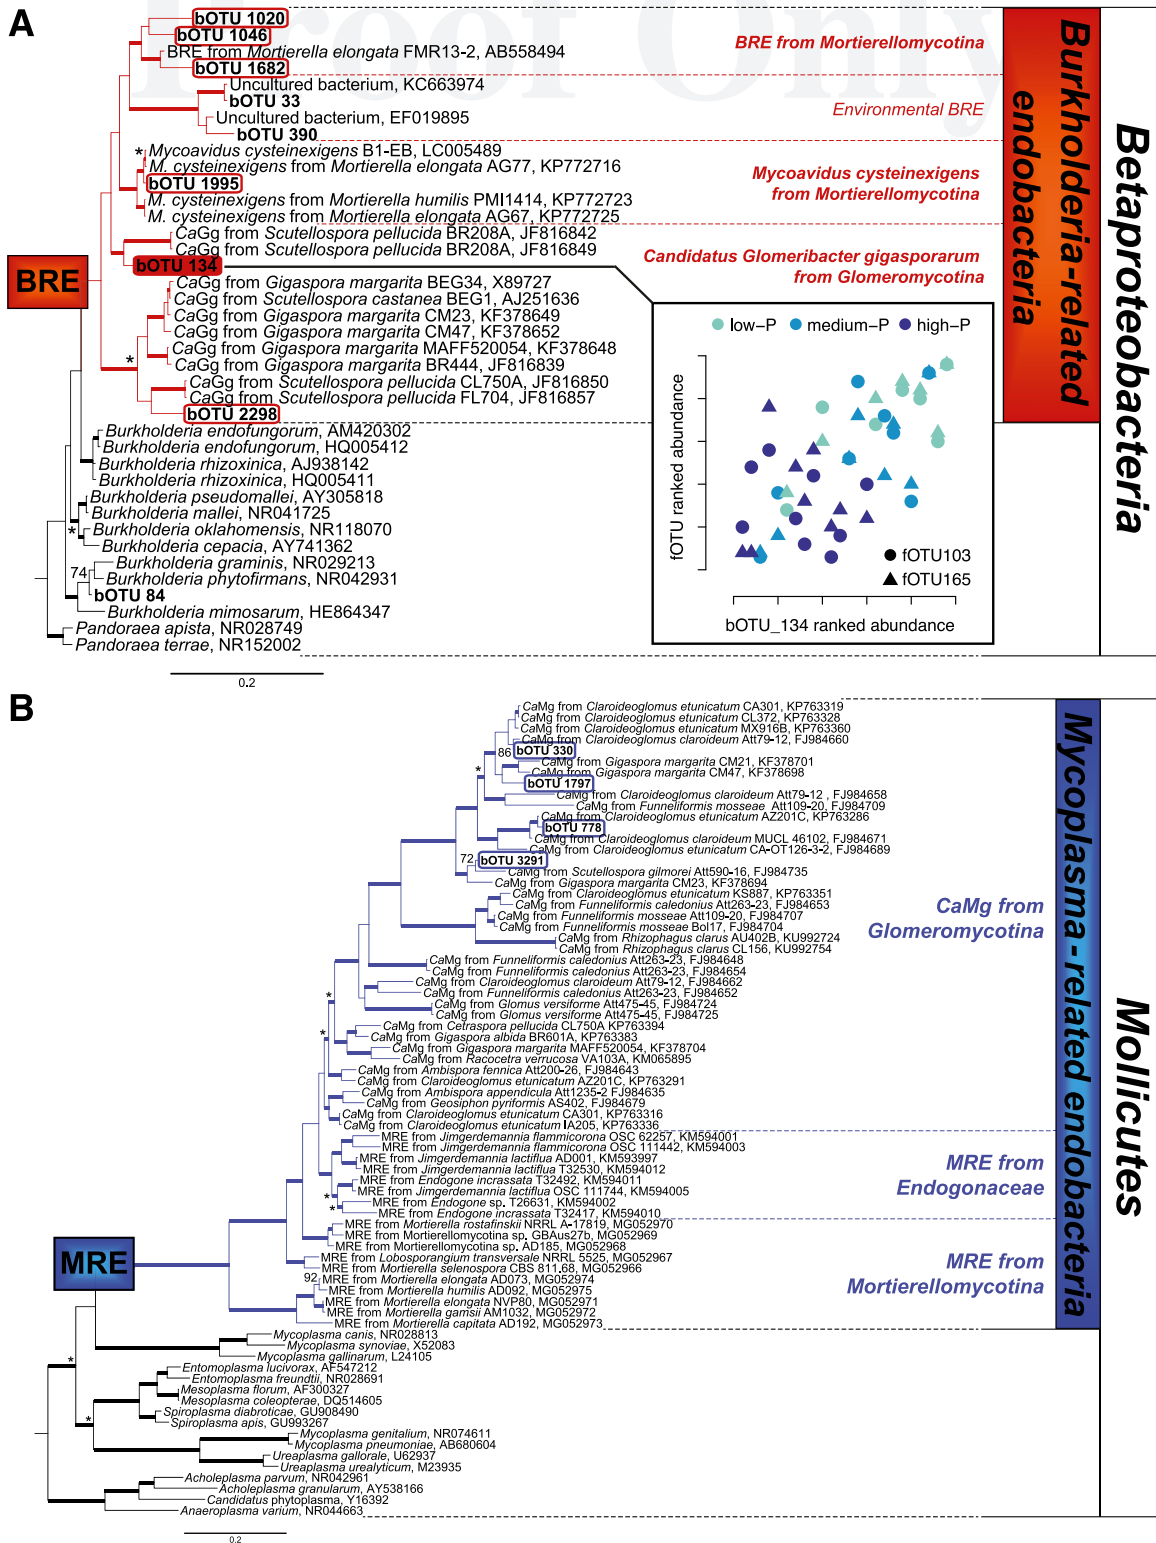 Proof Only
A
bOTU 1020
bOTU 1046
BRE from Mortierella elongata FMR13-2, AB558494
bOTU 1682
Uncultured bacterium, KC663974
bOTU 33
Uncultured bacterium, EF019895
bOTU 390
Mycoavidus cysteinexigens B1-EB, LC005489
M. cysteinexigens from Mortierella elongata AG77, KP772716
bOTU 1995
M. cysteinexigens from Mortierella humilis PMI1414, KP772723
M. cysteinexigens from Mortierella elongata AG67, KP772725
CaGg from Scutellospora pellucida BR208A, JF816842
CaGg from Scutellospora pellucida BR208A, JF816849
bOTU 134
CaGg from Gigaspora margarita BEG34, X89727
CaGg from Scutellospora castanea BEG1, AJ251636
CaGg from Gigaspora margarita CM23, KF378649
CaGg from Gigaspora margarita CM47, KF378652
CaGg from Gigaspora margarita MAFF520054, KF378648
CaGg from Gigaspora margarita BR444, JF816839
CaGg from Scutellospora pellucida CL750A, JF816850
CaGg from Scutellospora pellucida FL704, JF816857
bOTU 2298
Burkholderia endofungorum, AM420302
Burkholderia endofungorum, HQ005412
Burkholderia rhizoxinica, AJ938142
Burkholderia rhizoxinica, HQ005411
Burkholderia pseudomallei, AY305818
Burkholderia mallei, NR041725
Burkholderia oklahomensis, NR118070
Burkholderia cepacia, AY741362
Burkholderia graminis, NR029213
Burkholderia phytofirmans, NR042931
bOTU 84
Burkholderia mimosarum, HE864347
Pandoraea apista, NR028749
Pandoraea terrae, NR152002
BRE
*
*
*
74
0.2
BRE from Mortierellomycotina
Environmental BRE
Mycoavidus cysteinexigens
from Mortierellomycotina
Candidatus Glomeribacter gigasporarum
from Glomeromycotina
Burkholderia-related
endobacteria
Betaproteobacteria
low-P
medium-P
high-P
fOTU ranked abundance
fOTU103
fOTU165
bOTU_134 ranked abundance
B
CaMg from Claroideoglomus etunicatum CA301, KP763319
CaMg from Claroideoglomus etunicatum CL372, KP763328
CaMg from Claroideoglomus etunicatum MX916B, KP763360
CaMg from Claroideoglomus claroideum Att79-12, FJ984660
86
bOTU 330
CaMg from Gigaspora margarita CM21, KF378701
CaMg from Gigaspora margarita CM47, KF378698
bOTU 1797
CaMg from Claroideoglomus claroideum Att79-12 , FJ984658
CaMg from Funneliformis mosseae Att109-20, FJ984709
CaMg from Claroideoglomus etunicatum AZ201C, KP763286
bOTU 778
CaMg from Claroideoglomus claroideum MUCL 46102, FJ984671
CaMg from Claroideoglomus etunicatum CA-OT126-3-2, FJ984689
72
bOTU 3291
CaMg from Scutellospora gilmorei Att590-16, FJ984735
CaMg from Gigaspora margarita CM23, KF378694
CaMg from Claroideoglomus etunicatum KS887, KP763351
CaMg from Funneliformis caledonius Att263-23, FJ984653
CaMg from Funneliformis mosseae Att109-20, FJ984707
CaMg from Funneliformis mosseae Bol17, FJ984704
CaMg from Rhizophagus clarus AU402B, KU992724
CaMg from Rhizophagus clarus CL156, KU992754
CaMg from Funneliformis caledonius Att263-23, FJ984648
CaMg from Funneliformis caledonius Att263-23, FJ984654
CaMg from Claroideoglomus claroideum Att79-12, FJ984662
CaMg from Funneliformis caledonius Att263-23, FJ984652
CaMg from Glomus versiforme Att475-45, FJ984724
CaMg from Glomus versiforme Att475-45, FJ984725
CaMg from Cetraspora pellucida CL750A KP763394
CaMg from Gigaspora albida BR601A, KP763383
CaMg from Gigaspora margarita MAFF520054, KF378704
CaMg from Racocetra verrucosa VA103A, KM065895
CaMg from Ambispora fennica Att200-26, FJ984643
CaMg from Claroideoglomus etunicatum AZ201C, KP763291
CaMg from Ambispora appendicula Att1235-2 FJ984635
CaMg from Geosiphon pyriformis AS402, FJ984679
CaMg from Claroideoglomus etunicatum CA301, KP763316
CaMg from Claroideoglomus etunicatum IA205, KP763336
MRE from Jimgerdemannia flammicorona OSC 62257, KM594001
MRE from Jimgerdemannia flammicorona OSC 111442, KM594003
MRE from Jimgerdemannia lactiflua AD001, KM593997
MRE from Jimgerdemannia lactiflua T32530, KM594012
MRE from Endogone incrassata T32492, KM594011
MRE from Jimgerdemannia lactiflua OSC 111744, KM594005
MRE from Endogone sp. T26631, KM594002
MRE from Endogone incrassata T32417, KM594010
MRE from Mortierella rostafinskii NRRL A-17819, MG052970
MRE from Mortierellomycotina sp. GBAus27b, MG052969
MRE from Mortierellomycotina sp. AD185, MG052968
MRE from Lobosporangium transversale NRRL 5525, MG052967
MRE from Mortierella selenospora CBS 811.68, MG052966
92
MRE from Mortierella elongata AD073, MG052974
MRE from Mortierella humilis AD092, MG052975
MRE from Mortierella elongata NVP80, MG052971
MRE from Mortierella gamsii AM1032, MG052972
MRE from Mortierella capitata AD192, MG052973
Mycoplasma canis, NR028813
Mycoplasma synoviae, X52083
Mycoplasma gallinarum, L24105
Entomoplasma lucivorax, AF547212
Entomoplasma freundtii, NR028691
Mesoplasma florum, AF300327
Mesoplasma coleopterae, DQ514605
Spiroplasma diabroticae, GU908490
Spiroplasma apis, GU993267
Mycoplasma genitalium, NR074611
Mycoplasma pneumoniae, AB680604
Ureaplasma gallorale, U62937
Ureaplasma urealyticum, M23935
Acholeplasma parvum, NR042961
Acholeplasma granularum, AY538166
Candidatus phytoplasma, Y16392
Anaeroplasma varium, NR044663
MRE
*
*
*
*
*
*
*
0.2
CaMg from
Glomeromycotina
MRE from
Endogonaceae
MRE from
Mortierellomycotina
Mycoplasma-related endobacteria
Mollicutes